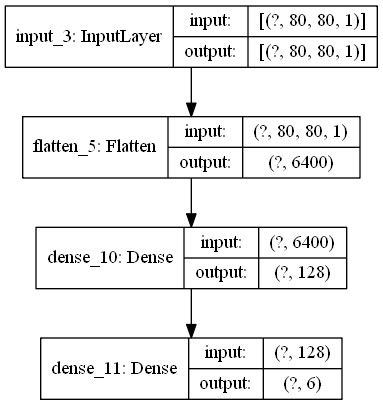 input_3: InputLayer
input: [(?, 80, 80, 1)]
output: [(?, 80, 80, 1)]
flatten_5: Flatten
input: (?, 80, 80, 1)
output: (?, 6400)
dense_10: Dense
input: (?, 6400)
output: (?, 128)
dense_11: Dense
input: (?, 128)
output: (?, 6)